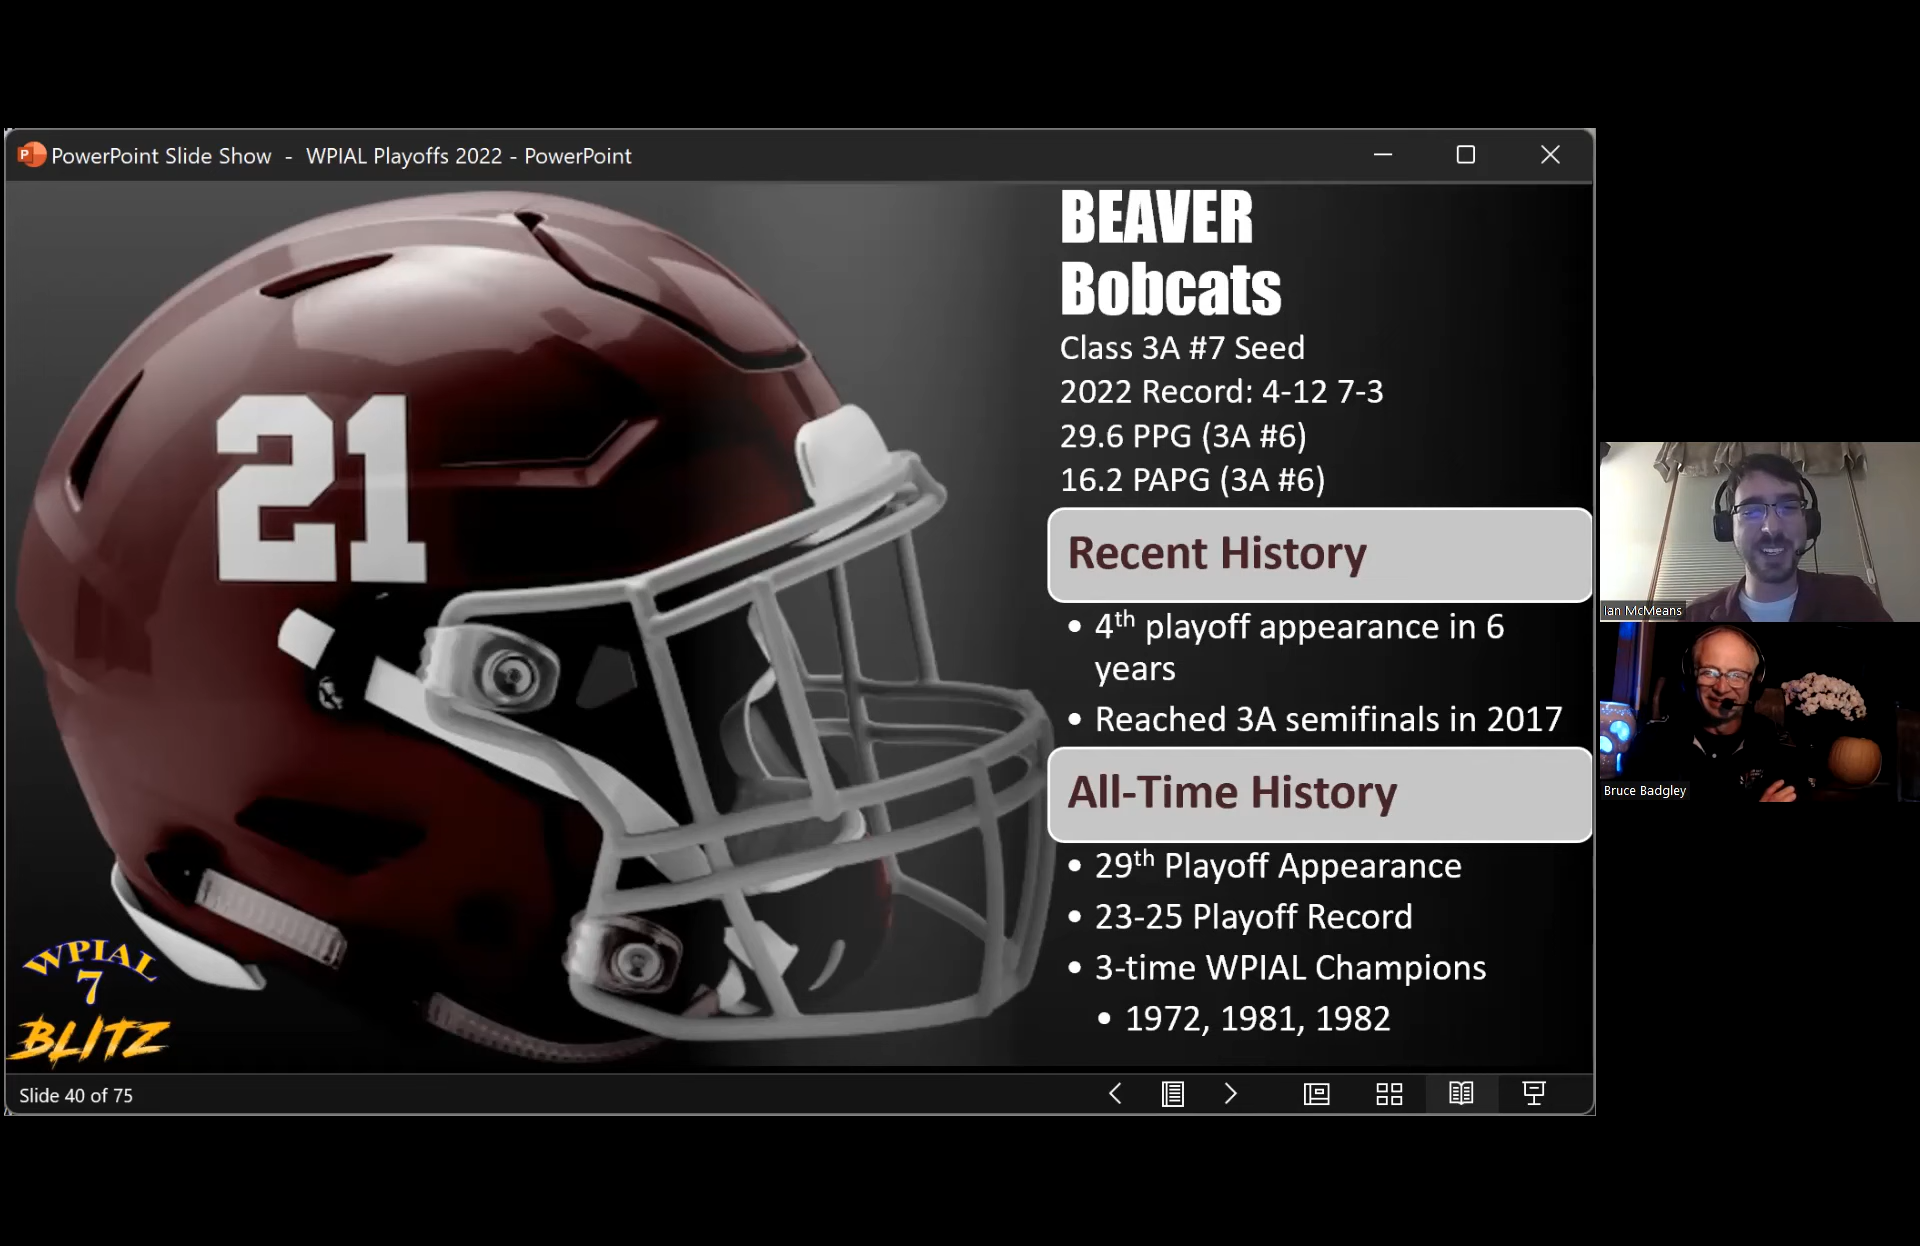 PowerPoint Slide Show - WPIAL Playoffs 2022 - PowerPoint
BEAVER
Bobcats
Class 3A #7 Seed
2022 Record: 4-12 7-3
29.6 PPG (3A #6)
16.2 PAPG (3A #6)
Recent History
• 4th playoff appearance in 6
years
• Reached 3A semifinals in 2017
All-Time History
• 29th Playoff Appearance
• 23-25 Playoff Record
• 3-time WPIAL Champions
• 1972, 1981, 1982
21
WPIAL
7
BLITZ
Slide 40 of 75
Ian McMeans
Bruce Badgley